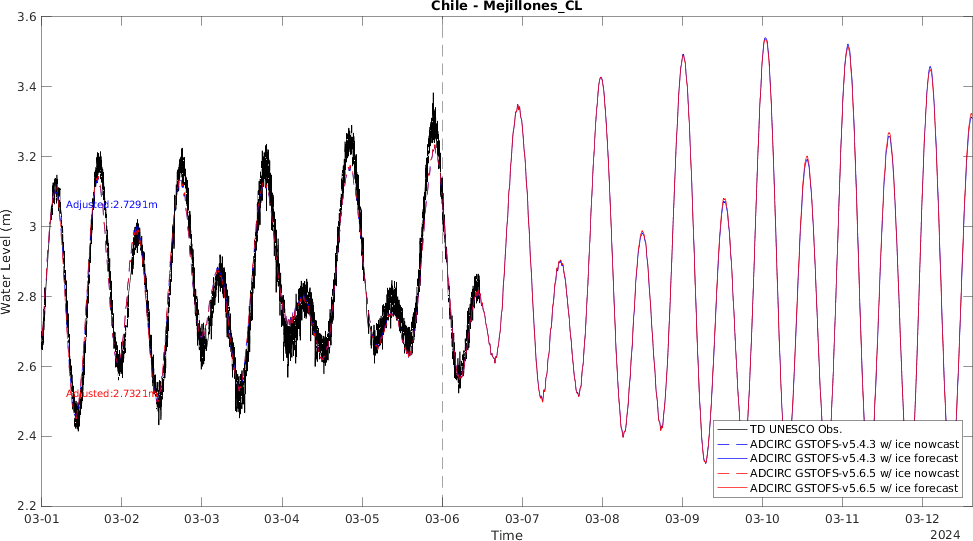 Chile - Mejillones_CL
3.6
3.4
3.2
3
2.8
2.6
2.4
2.2
Water Level (m)
Adjusted:2.7291m
Adjusted:2.7321m
TD UNESCO Obs.
ADCIRC GSTOFS-v5.4.3 w/ ice nowcast
ADCIRC GSTOFS-v5.4.3 w/ ice forecast
ADCIRC GSTOFS-v5.6.5 w/ ice nowcast
ADCIRC GSTOFS-v5.6.5 w/ ice forecast
03-01 03-02 03-03 03-04 03-05 03-06 03-07 03-08 03-09 03-10 03-11 03-12
Time
2024